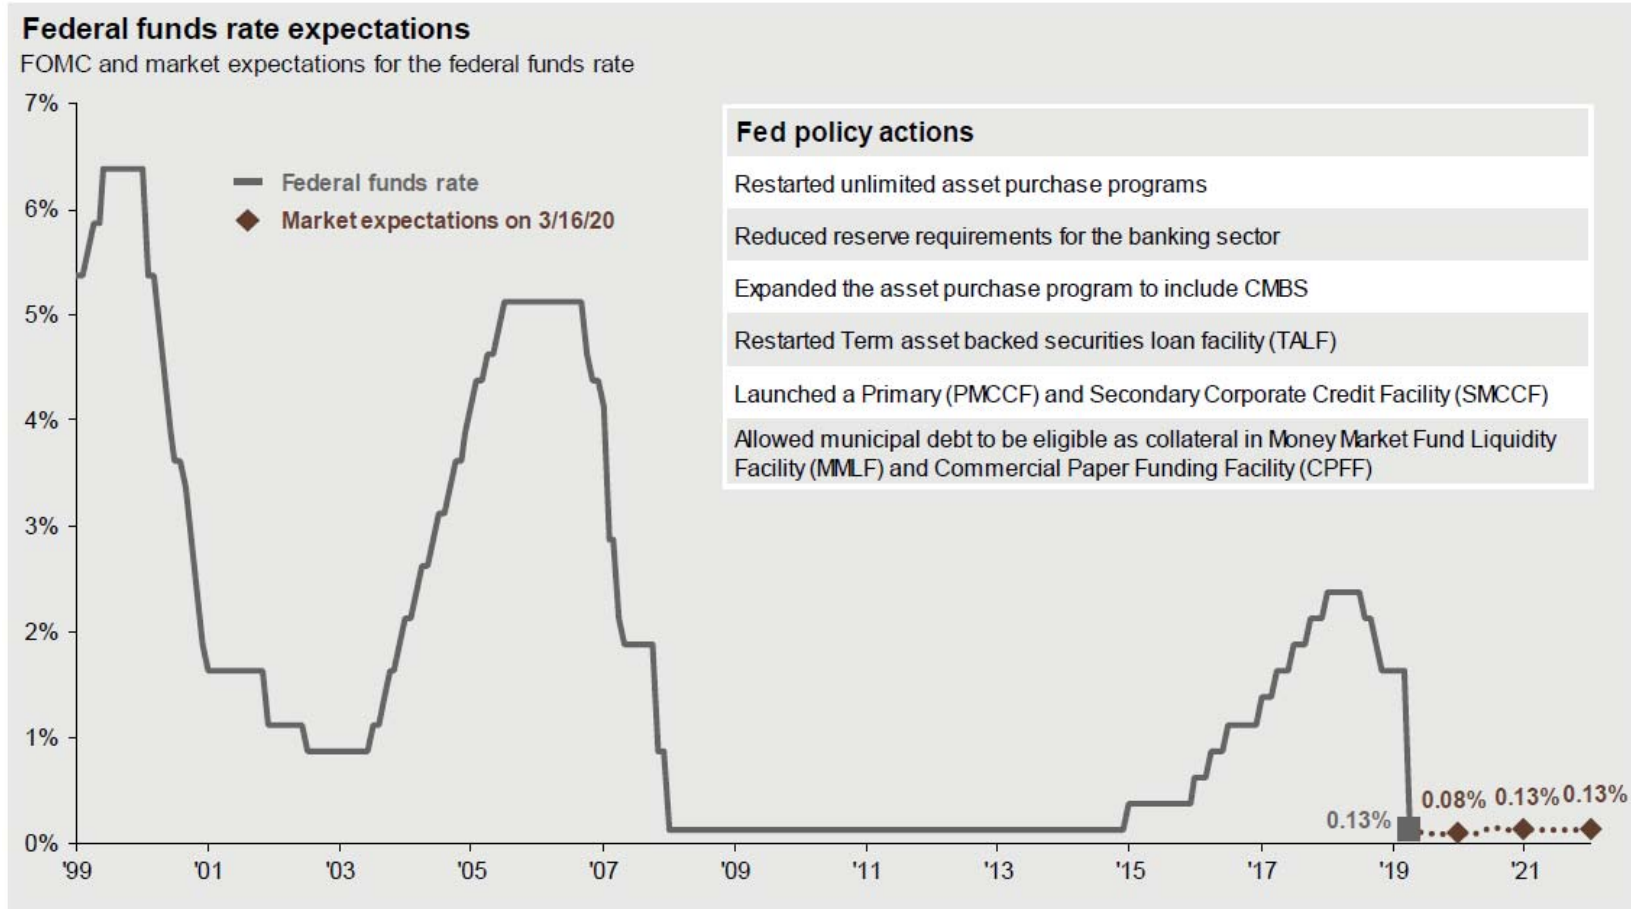 Federal funds rate expectations
FOMC and market expectations for the federal funds rate
7%
6%
5%
4%
3%
2%
1%
0%
Federal funds rate
Market expectations on 3/16/20
Fed policy actions
Restarted unlimited asset purchase programs
Reduced reserve requirements for the banking sector
Expanded the asset purchase program to include CMBS
Restarted Term asset backed securities loan facility (TALF)
Launched a Primary (PMCCF) and Secondary Corporate Credit Facility (SMCCF)
Allowed municipal debt to be eligible as collateral in Money Market Fund Liquidity
Facility (MMLF) and Commercial Paper Funding Facility (CPFF)
0.13% 0.08% 0.13% 0.13%
'99 '01 '03 '05 '07 '09 '11 '13 '15 '17 '19 '21